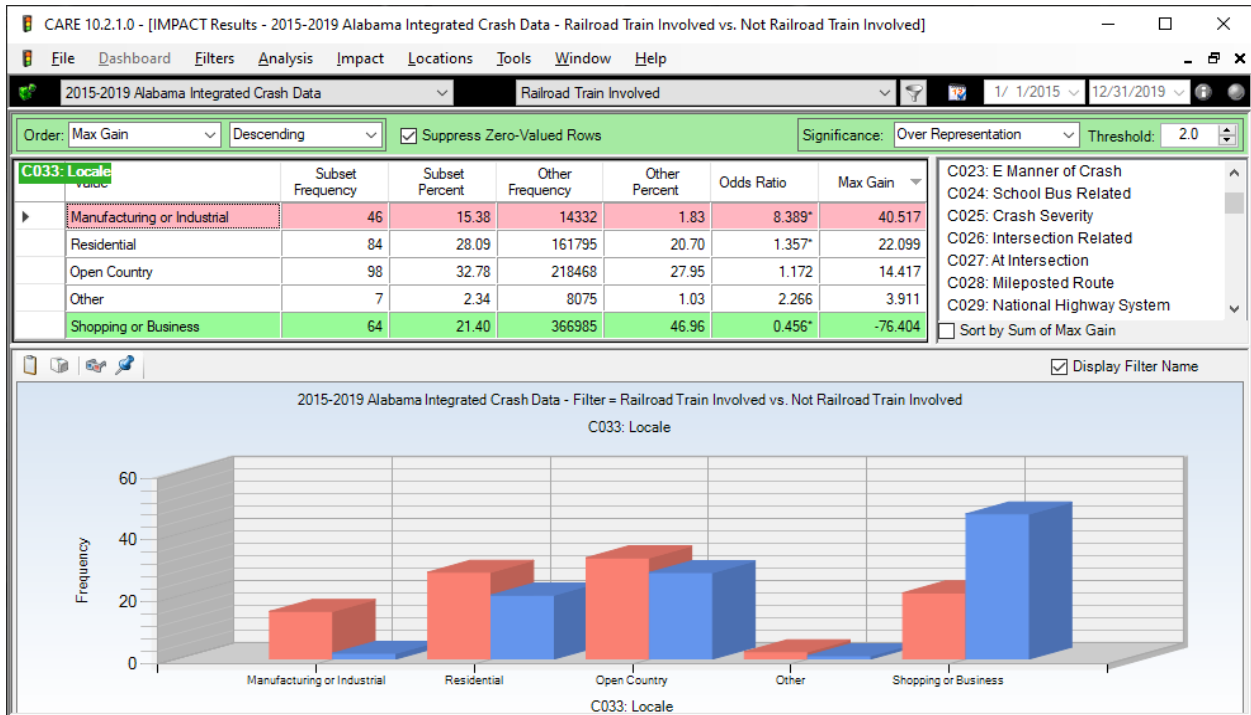 CARE 10.2.1.0 - [IMPACT Results - 2015-2019 Alabama Integrated Crash Data - Railroad Train Involved vs. Not Railroad Train Involved]
File Dashboard Filters Analysis Impact Locations Tools Window Help
2015-2019 Alabama Integrated Crash Data Railroad Train Involved 1/ 1/2015 12/31/2019
Order: Max Gain Descending Suppress Zero-Valued Rows Significance: Over Representation Threshold: 2.0
C033: Locale
Value Subset Frequency Subset Percent Other Frequency Other Percent Odds Ratio Max Gain
Manufacturing or Industrial 46 15.38 14332 1.83 8.389* 40.517
Residential 84 28.09 161795 20.70 1.357* 22.099
Open Country 98 32.78 218468 27.95 1.172 14.417
Other 7 2.34 8075 1.03 2.266 3.911
Shopping or Business 64 21.40 366985 46.96 0.456* -76.404
C023: E Manner of Crash
C024: School Bus Related
C025: Crash Severity
C026: Intersection Related
C027: At Intersection
C028: Mileposted Route
C029: National Highway System
Sort by Sum of Max Gain
Display Filter Name
2015-2019 Alabama Integrated Crash Data - Filter = Railroad Train Involved vs. Not Railroad Train Involved
C033: Locale
Frequency
60
40
20
0
Manufacturing or Industrial Residential Open Country Other Shopping or Business
C033: Locale